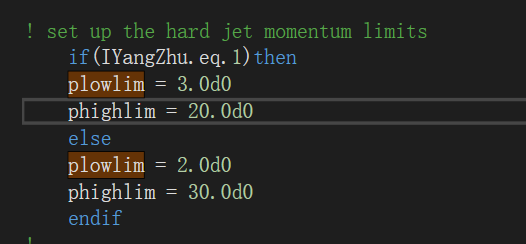 ! set up the hard jet momentum limits
if(IYangZhu.eq.1)then
plowlim = 3.0d0
phighlim = 20.0d0
else
plowlim = 2.0d0
phighlim = 30.0d0
endif
!